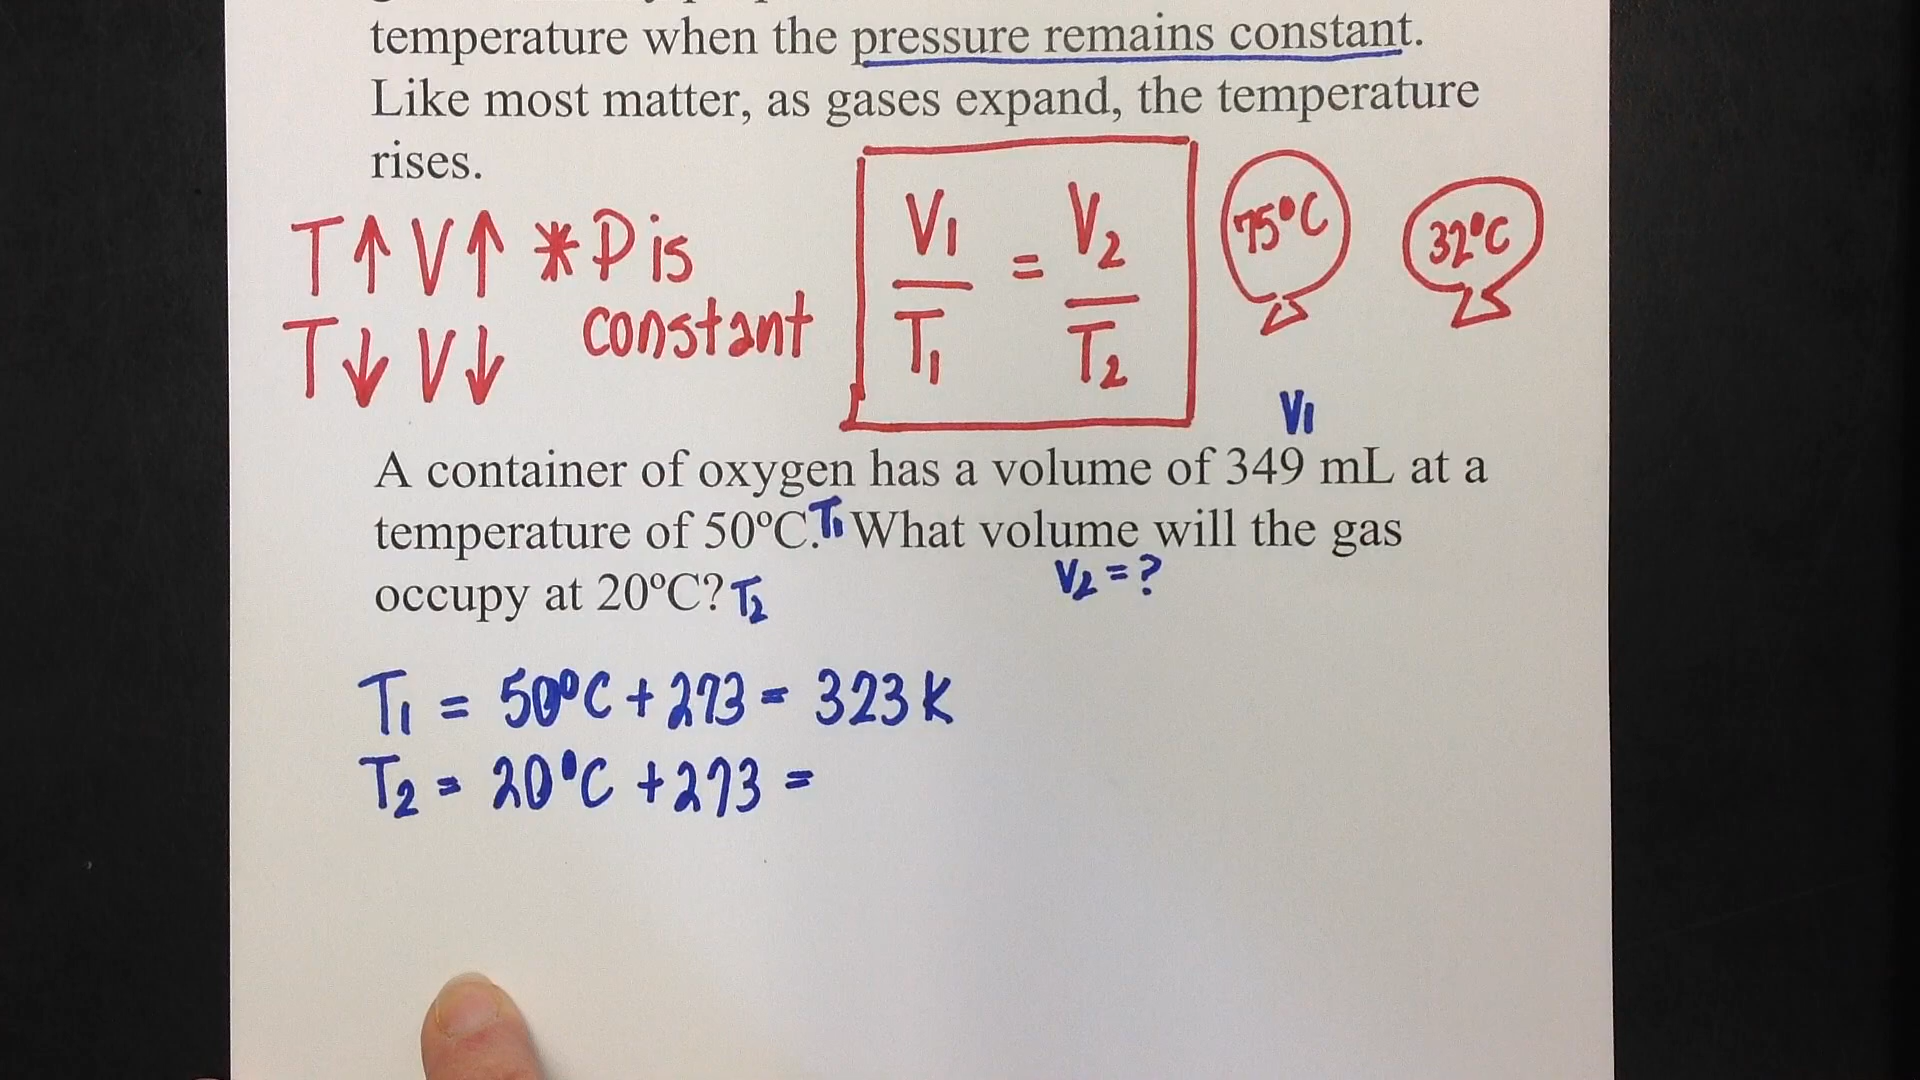 temperature when the pressure remains constant.
Like most matter, as gases expand, the temperature
rises.
T↑ V↑ *P is
constant
T↓ V↓
V1 = V2
T1 T2
75°C
32°C
V1
A container of oxygen has a volume of 349 mL at a
temperature of 50°C. T1 What volume will the gas
V2 = ?
occupy at 20°C? T2
T1 = 50°C + 273 = 323 K
T2 = 20°C + 273 =